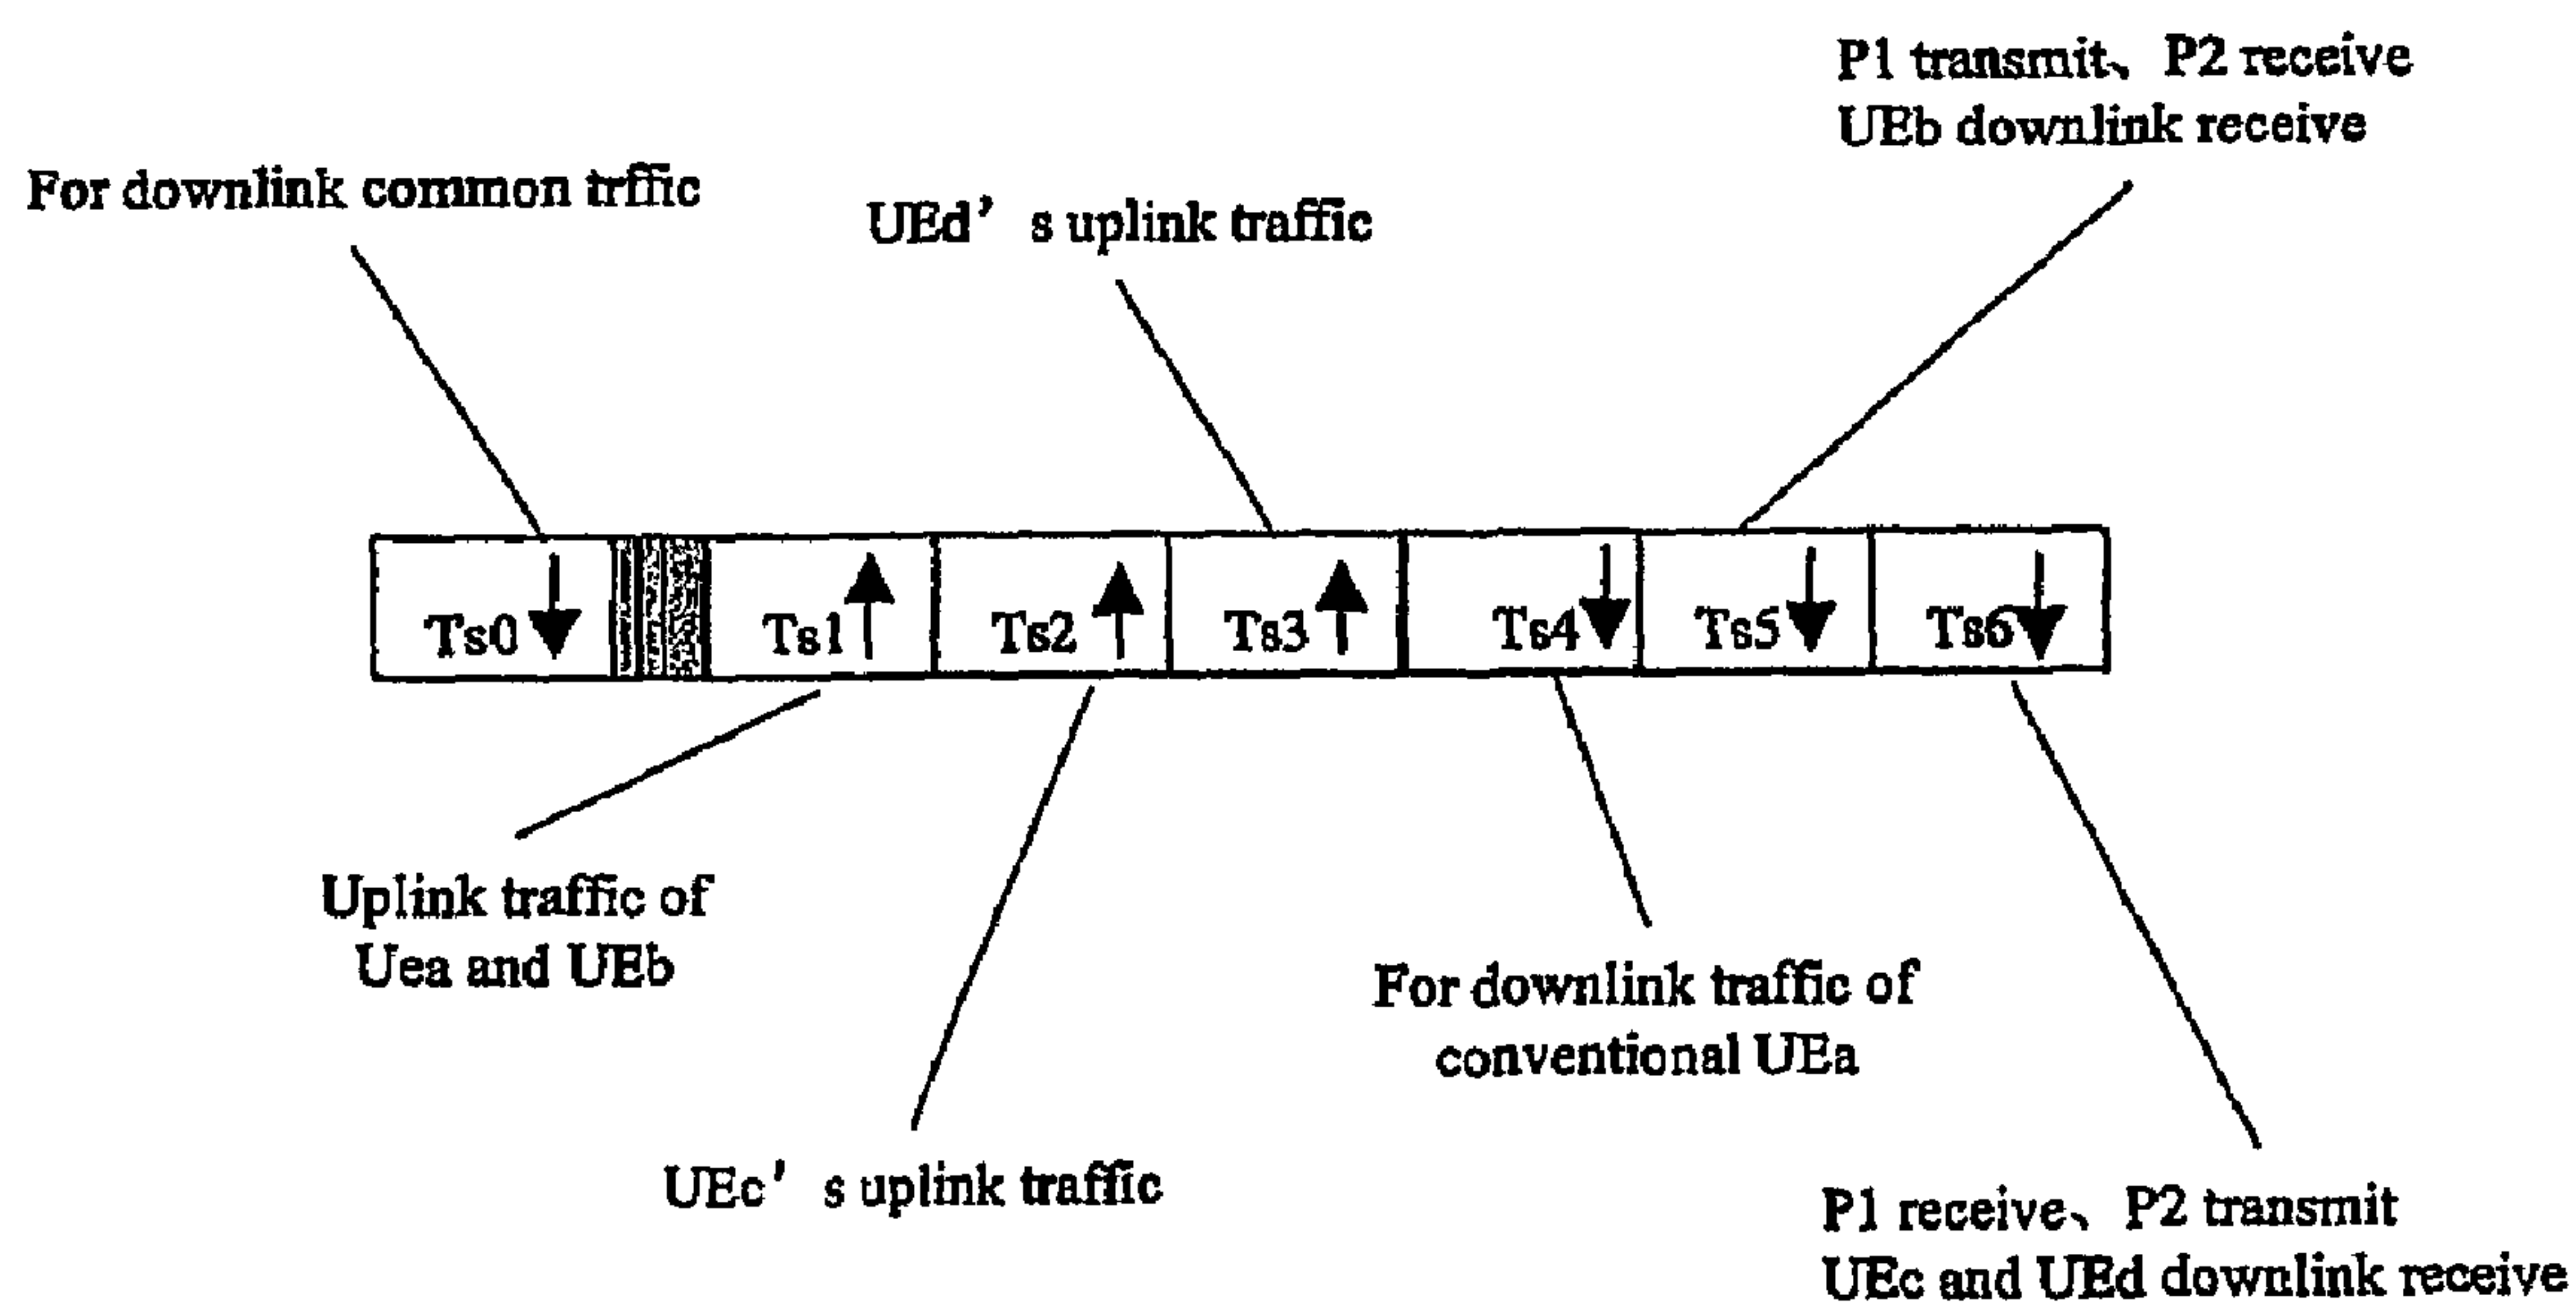 P1 transmit、P2 receive
UEb downlink receive
For downlink common trffic
UEd’ s uplink traffic
Ts0 Ts1 Ts2 Ts3 Ts4 Ts5 Ts6
Uplink traffic of
Uea and UEb
For downlink traffic of
conventional UEa
UEc’ s uplink traffic
P1 receive、P2 transmit
UEc and UEd downlink receive